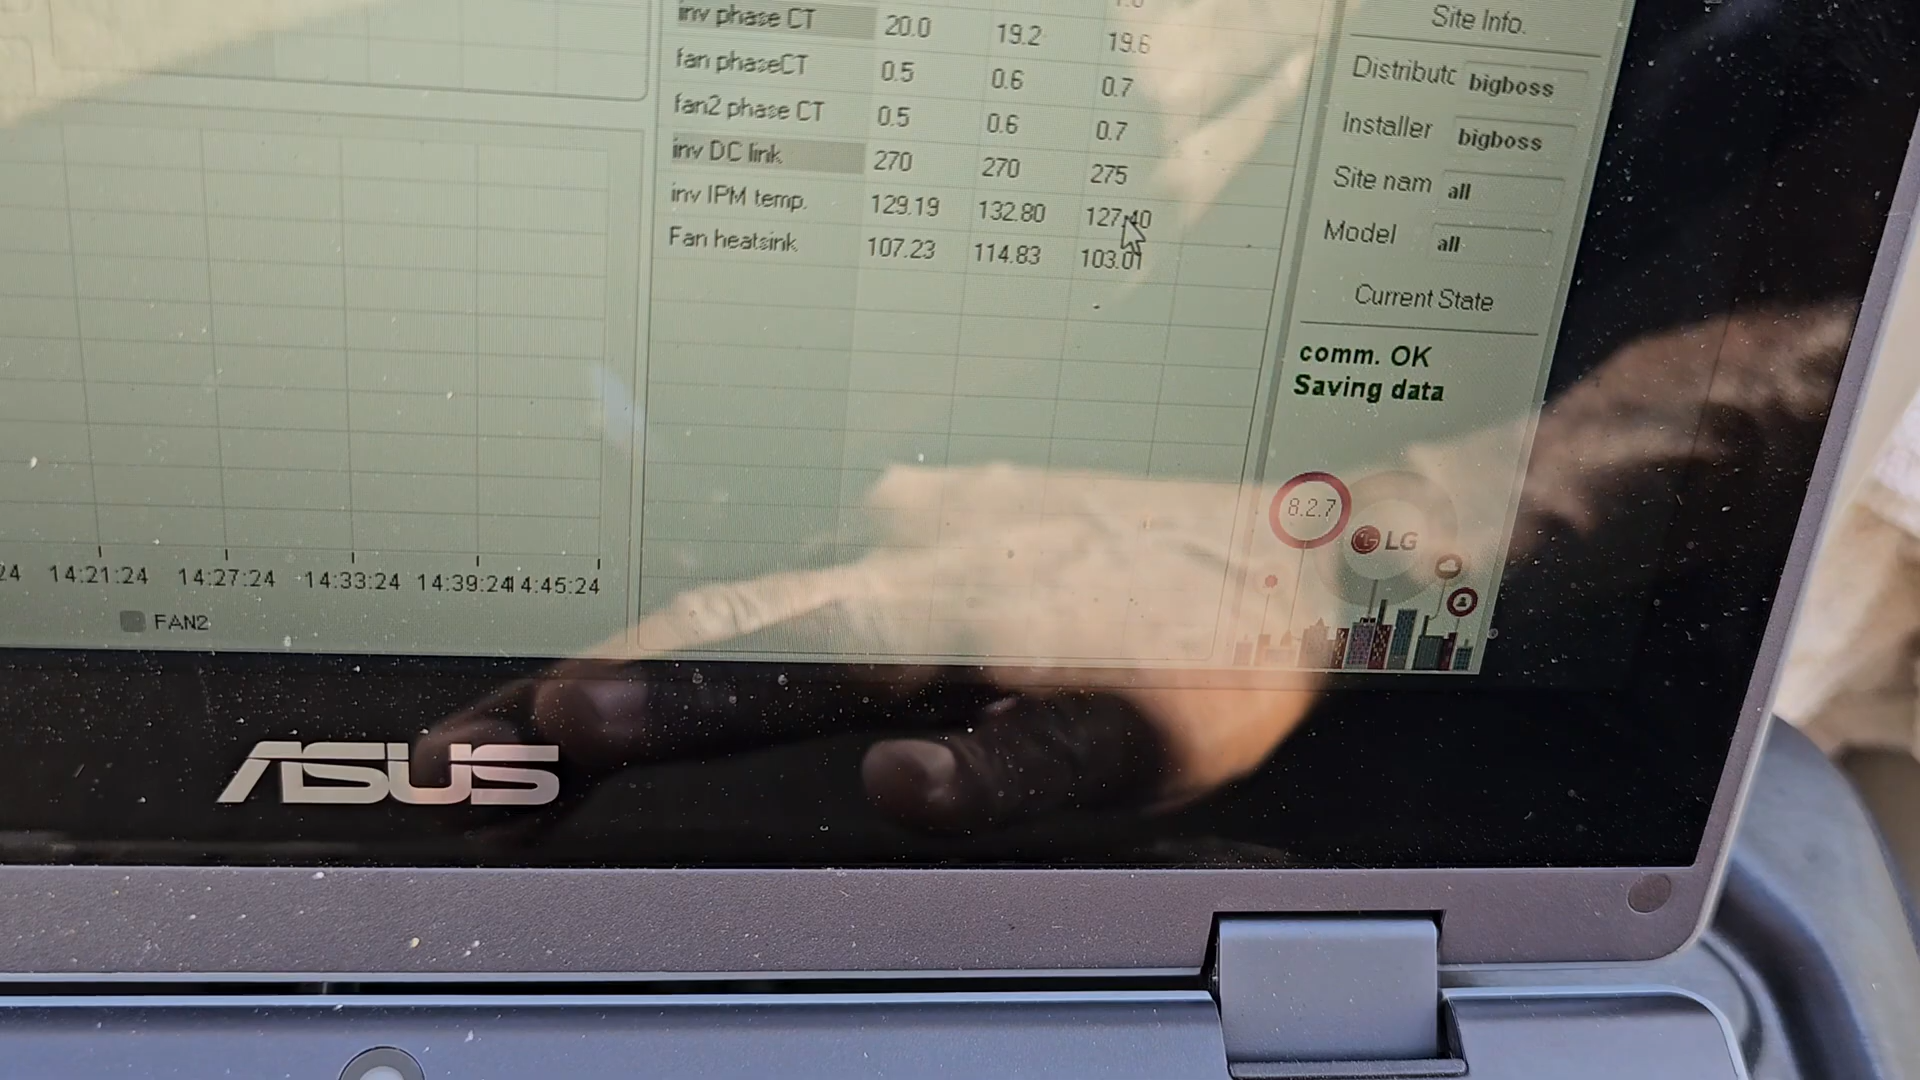 inv phase CT 20.0 19.2 19.6
fan phaseCT 0.5 0.6 0.7
fan2 phase CT 0.5 0.6 0.7
inv DC link 270 270 275
inv IPM temp. 129.19 132.80 127.40
Fan heatsink 107.23 114.83 103.01
Site Info.
Distributc bigboss
Installer bigboss
Site nam all
Model all
Current State
comm. OK
Saving data
8.2.7
LG
24 14:21:24 14:27:24 14:33:24 14:39:24 14:45:24
FAN2
ASUS